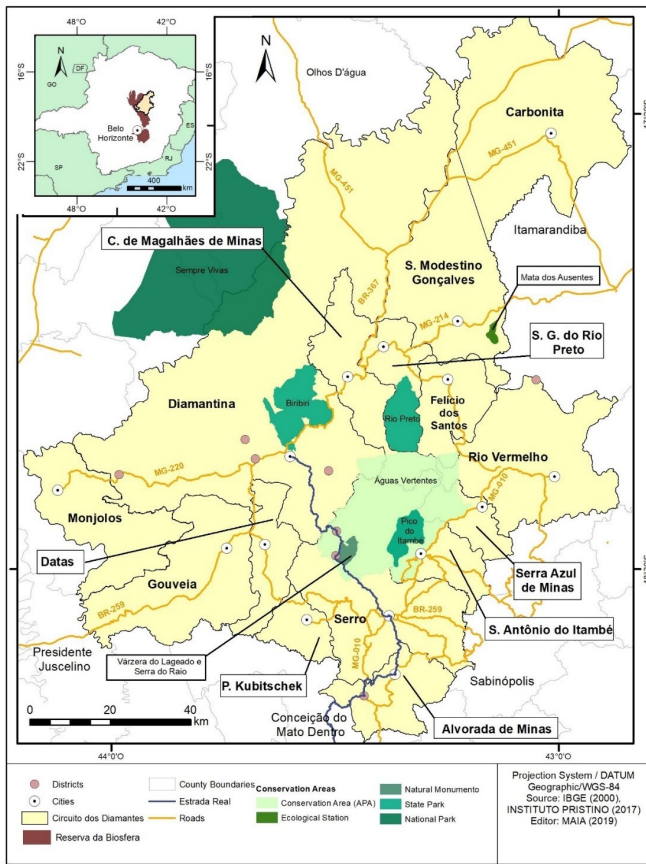 48°O
42°O
N
16°S
16°S
GO
DF
Belo
Horizonte
ES
22°S
22°S
SP
RJ
0
400
km
N
Olhos D'água
Carbonita
MG-451
MG-451
Itamarandiba
C. de Magalhães de Minas
Sempre Vivas
S. Modestino
Gonçalves
Mata dos Ausentes
BR-367
MG-214
S. G. do Rio
Preto
Diamantina
Biribiri
Rio Preto
Felício
dos
Santos
Rio Vermelho
MG-220
Águas Vertentes
MG-010
Monjolos
Pico
do
Itambé
Datas
Serra Azul
de Minas
Gouveia
BR-259
Serro
BR-259
S. Antônio do Itambé
Presidente
Juscelino
Várzera do Lageado e
Serra do Raio
MG-010
P. Kubitschek
Sabinópolis
0
20
40
km
Conceição do
Mato Dentro
Alvorada de Minas
44°0'O
43°0'O
Districts
Cities
Circuito dos Diamantes
Reserva da Biosfera
County Boundaries
Estrada Real
Roads
Conservation Areas
Conservation Area (APA)
Ecological Station
Natural Monumento
State Park
National Park
Projection System / DATUM
Geographic/WGS-84
Source: IBGE (2000),
INSTITUTO PRISTINO (2017)
Editor: MAIA (2019)